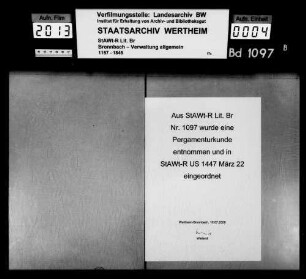 Aufn. Film
2013
Verfilmungsstelle: Landesarchiv BW
Institut für Erhaltung von Archiv- und Bibliotheksgut
STAATSARCHIV WERTHEIM
StAWt-R Lit. Br
Bronnbach - Verwaltung allgemein
1157 - 1845
Aufn. Einheit
0004
Bd 1097
Aus StAWt-R Lit. Br
Nr. 1097 wurde eine
Pergamenturkunde
entnommen und in
StAWt-R US 1447 März 22
eingeordnet